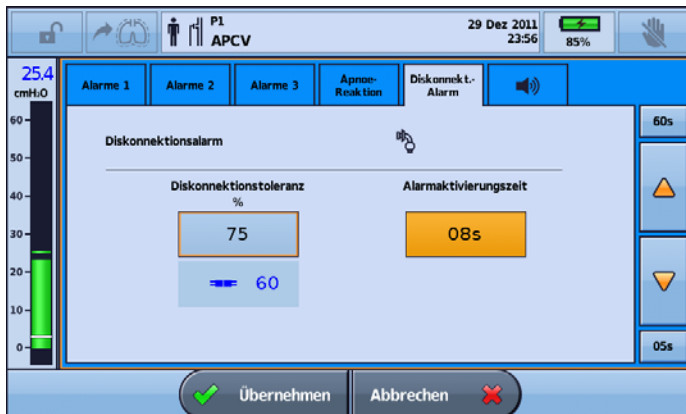 P1
APCV
29 Dez 2011
23:56
85%
25.4
cmH₂O
Alarme 1
Alarme 2
Alarme 3
Apnoe-
Reaktion
Diskonnekt.-
Alarm
60
50
40
30
20
10
0
Diskonnektionsalarm
Diskonnektionstoleranz
%
75
60
Alarmaktivierungszeit
08s
60s
05s
Übernehmen
Abbrechen